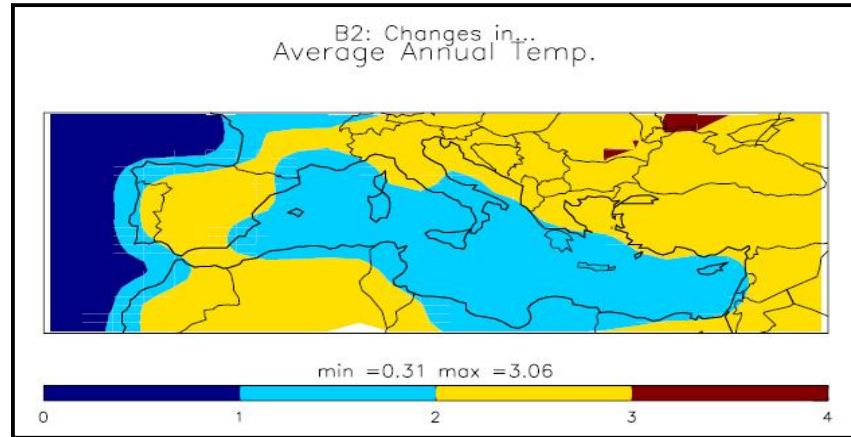 B2: Changes in...
Average Annual Temp.
min =0.31 max =3.06
0 1 2 3 4